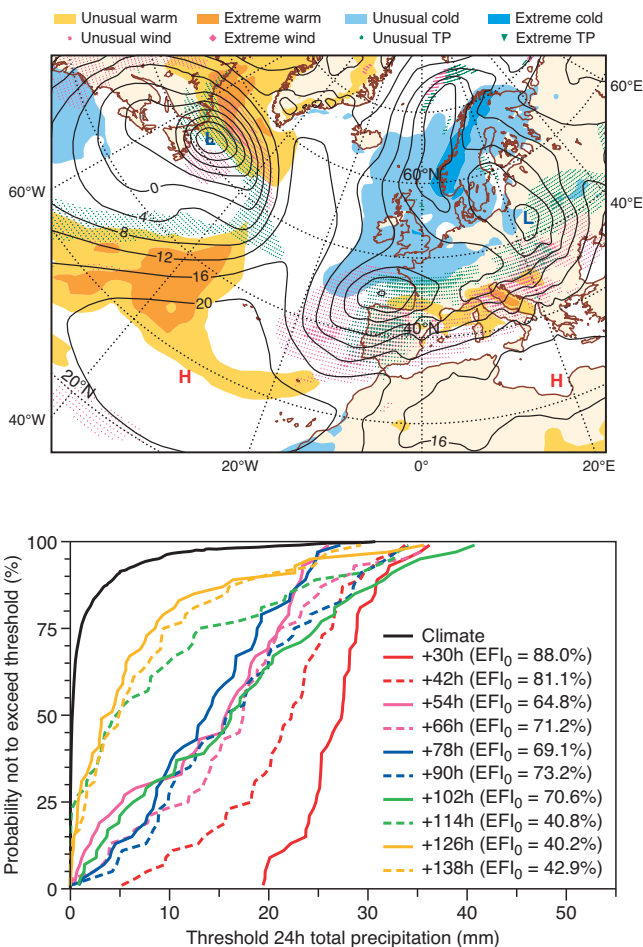 Unusual warm Extreme warm Unusual cold Extreme cold
Unusual wind Extreme wind Unusual TP Extreme TP
60°E
L
60°W
60°N
0
40°E
4
L
8
12
16
20
40°N
20°N
H
H
40°W
16
20°W 0° 20°E
Probability not to exceed threshold (%)
100
75
50
25
0
Climate
+30h (EFI0 = 88.0%)
+42h (EFI0 = 81.1%)
+54h (EFI0 = 64.8%)
+66h (EFI0 = 71.2%)
+78h (EFI0 = 69.1%)
+90h (EFI0 = 73.2%)
+102h (EFI0 = 70.6%)
+114h (EFI0 = 40.8%)
+126h (EFI0 = 40.2%)
+138h (EFI0 = 42.9%)
0 10 20 30 40 50
Threshold 24h total precipitation (mm)